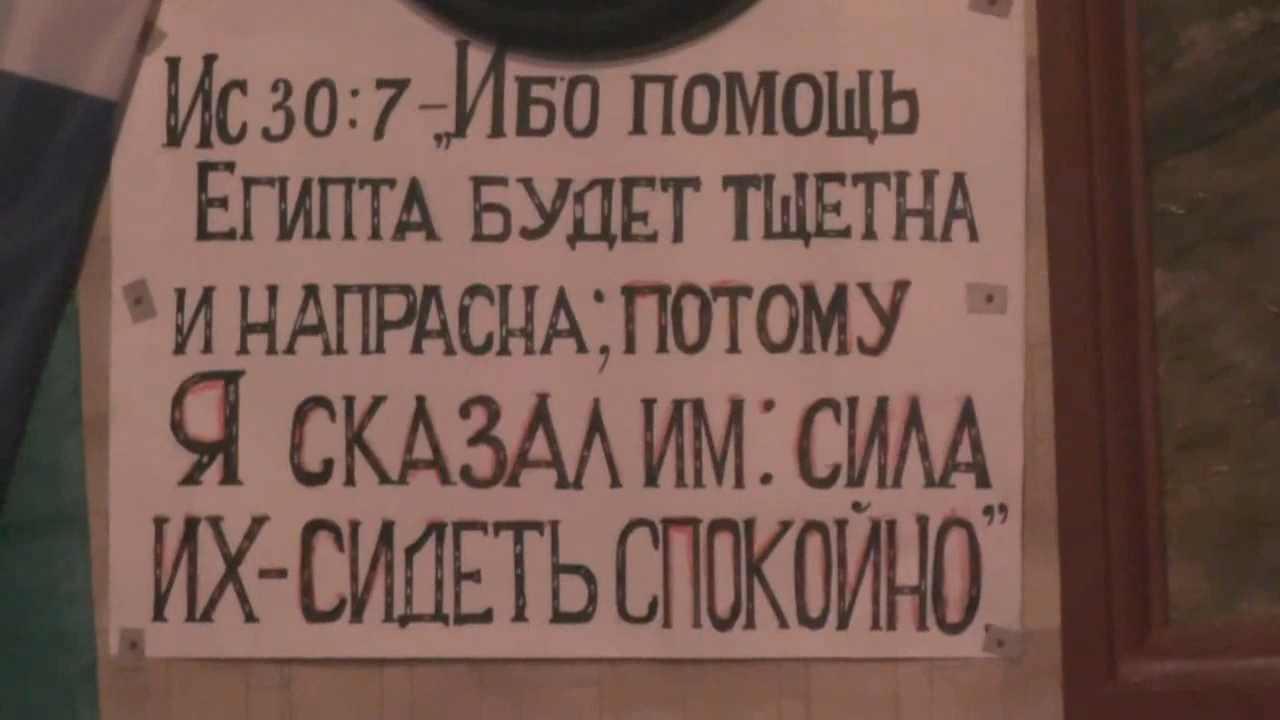 Ис 30:7 – „Ибо помощь
Египта будет тщетна
и напрасна; потому
Я сказал им: сила
их - сидеть спокойно”